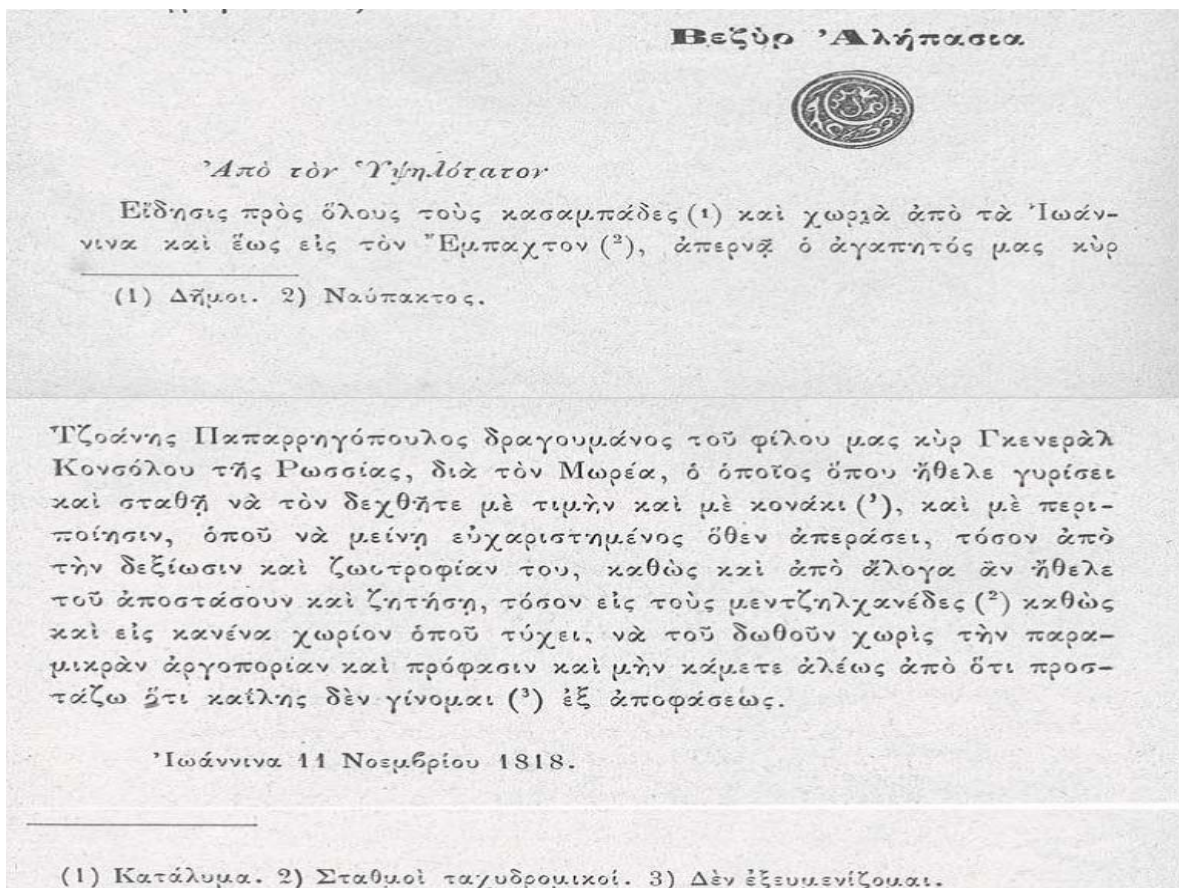 Βεζὺρ Ἀλήπασια
Ἀπὸ τὸν Ὑψηλότατον
Εἴδησις πρὸς ὅλους τοὺς κασαμπάδες (1) καὶ χωριὰ ἀπὸ τὰ Ἰωάν-
νινα καὶ ἕως εἰς τὸν Ἔμπαχτον (2), ἀπερνᾷ ὁ ἀγαπητός μας κὺρ
(1) Δῆμοι. 2) Ναύπακτος.
Τζοάνης Παπαρρηγόπουλος δραγουμάνος τοῦ φίλου μας κὺρ Γκενερὰλ
Κονσόλου τῆς Ρωσσίας, διὰ τὸν Μωρέα, ὁ ὁποῖος ὅπου ἤθελε γυρίσει
καὶ σταθῇ νὰ τὸν δεχθῆτε μὲ τιμὴν καὶ μὲ κονάκι (1), καὶ μὲ περι-
ποίησιν, ὁποῦ νὰ μείνῃ εὐχαριστημένος ὅθεν ἀπεράσει, τόσον ἀπὸ
τὴν δεξίωσιν καὶ ζωοτροφίαν του, καθὼς καὶ ἀπὸ ἄλογα ἂν ἤθελε
τοῦ ἀποστάσουν καὶ ζητήσῃ, τόσον εἰς τοὺς μεντζηλχανέδες (2) καθὼς
καὶ εἰς κανένα χωρίον ὁποῦ τύχει, νὰ τοῦ δωθοῦν χωρὶς τὴν παρα-
μικρὰν ἀργοπορίαν καὶ πρόφασιν καὶ μὴν κάμετε ἀλέως ἀπὸ ὅτι προσ-
τάζω ὅτι καΐλης δὲν γίνομαι (3) ἐξ ἀποφάσεως.
Ἰωάννινα 11 Νοεμβρίου 1818.
(1) Κατάλυμα. 2) Σταθμοὶ ταχυδρομικοί. 3) Δὲν ἐξευμενίζομαι.